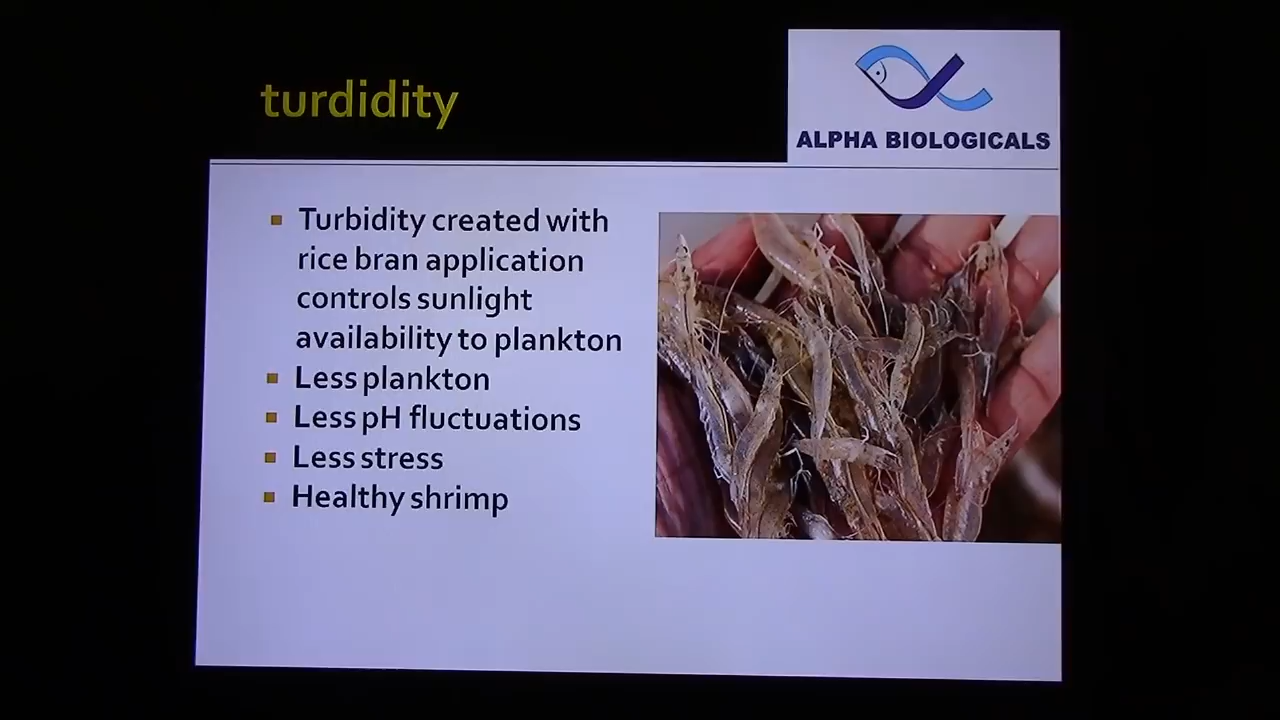 turdidity
ALPHA BIOLOGICALS
Turbidity created with
rice bran application
controls sunlight
availability to plankton
Less plankton
Less pH fluctuations
Less stress
Healthy shrimp